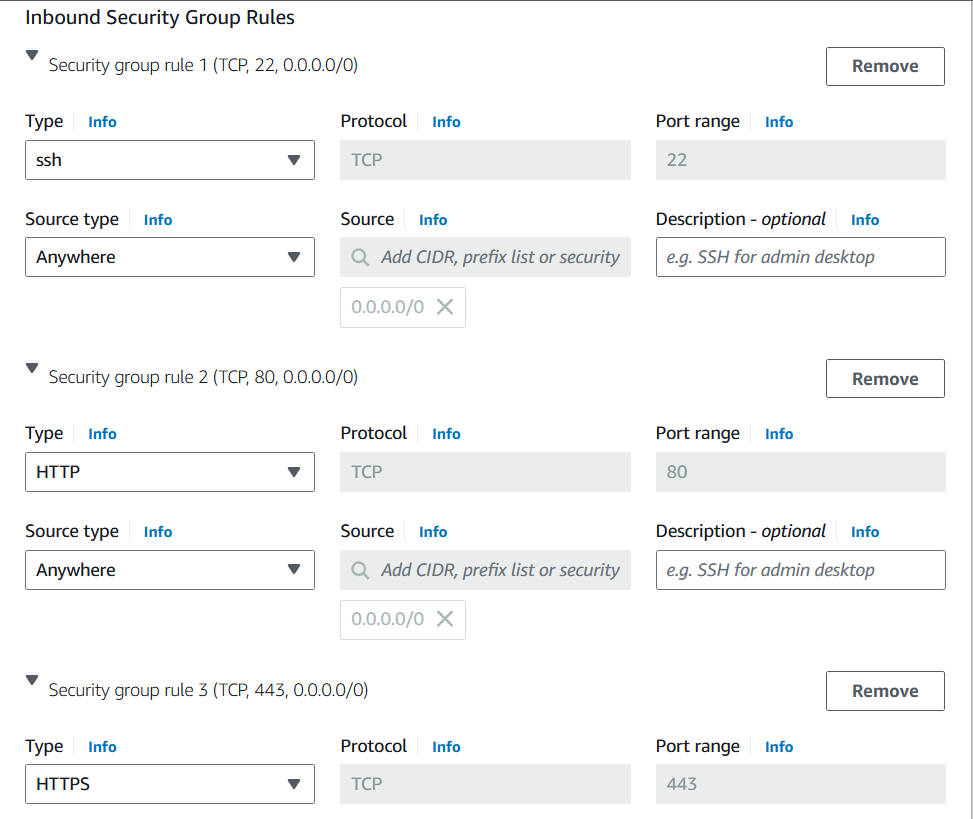 Inbound Security Group Rules
Security group rule 1 (TCP, 22, 0.0.0.0/0) Remove
Type Info Protocol Info Port range Info
ssh TCP 22
Source type Info Source Info Description - optional Info
Anywhere Add CIDR, prefix list or security e.g. SSH for admin desktop
0.0.0.0/0
Security group rule 2 (TCP, 80, 0.0.0.0/0) Remove
Type Info Protocol Info Port range Info
HTTP TCP 80
Source type Info Source Info Description - optional Info
Anywhere Add CIDR, prefix list or security e.g. SSH for admin desktop
0.0.0.0/0
Security group rule 3 (TCP, 443, 0.0.0.0/0) Remove
Type Info Protocol Info Port range Info
HTTPS TCP 443